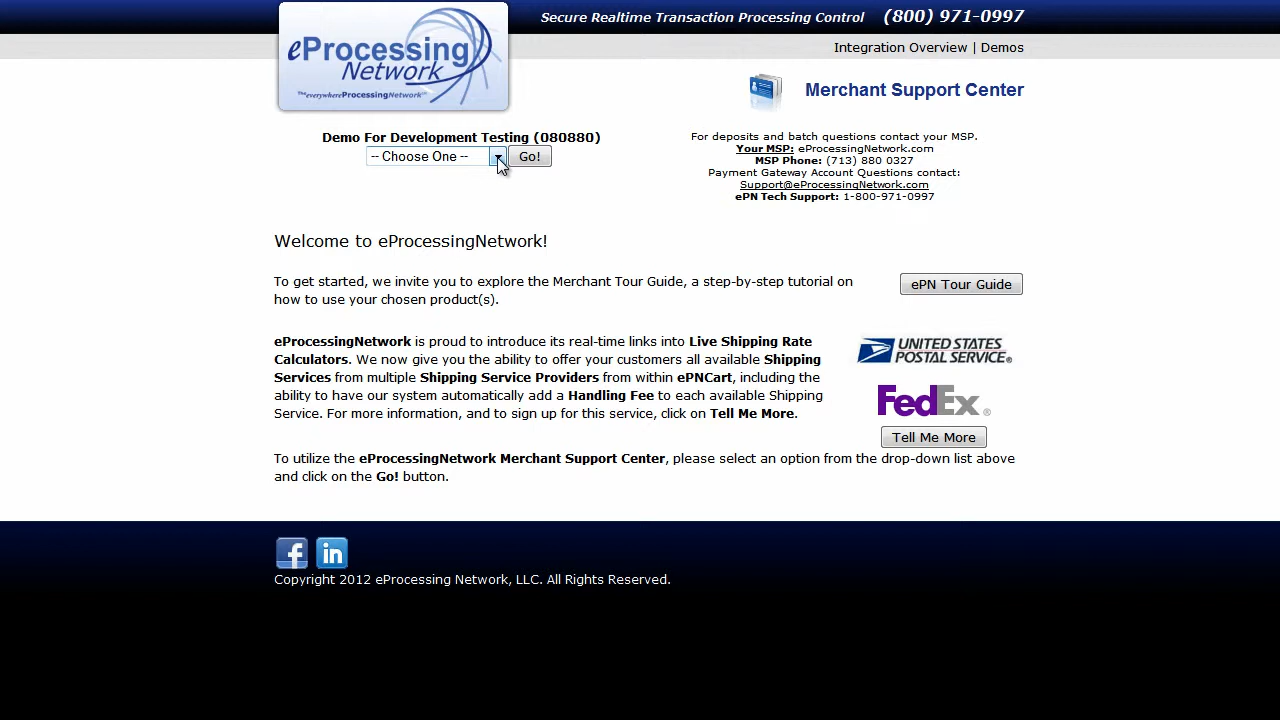 Secure Realtime Transaction Processing Control (800) 971-0997
eProcessing
Network
The everywhereProcessingNetwork
Integration Overview | Demos
Merchant Support Center
Demo For Development Testing (080880)
-- Choose One -- Go!
For deposits and batch questions contact your MSP.
Your MSP: eProcessingNetwork.com
MSP Phone: (713) 880 0327
Payment Gateway Account Questions contact:
Support@eProcessingNetwork.com
ePN Tech Support: 1-800-971-0997
Welcome to eProcessingNetwork!
To get started, we invite you to explore the Merchant Tour Guide, a step-by-step tutorial on
how to use your chosen product(s).
ePN Tour Guide
eProcessingNetwork is proud to introduce its real-time links into Live Shipping Rate
Calculators. We now give you the ability to offer your customers all available Shipping
Services from multiple Shipping Service Providers from within ePNCart, including the
ability to have our system automatically add a Handling Fee to each available Shipping
Service. For more information, and to sign up for this service, click on Tell Me More.
UNITED STATES
POSTAL SERVICE®
FedEx®
Tell Me More
To utilize the eProcessingNetwork Merchant Support Center, please select an option from the drop-down list above
and click on the Go! button.
f in
Copyright 2012 eProcessing Network, LLC. All Rights Reserved.